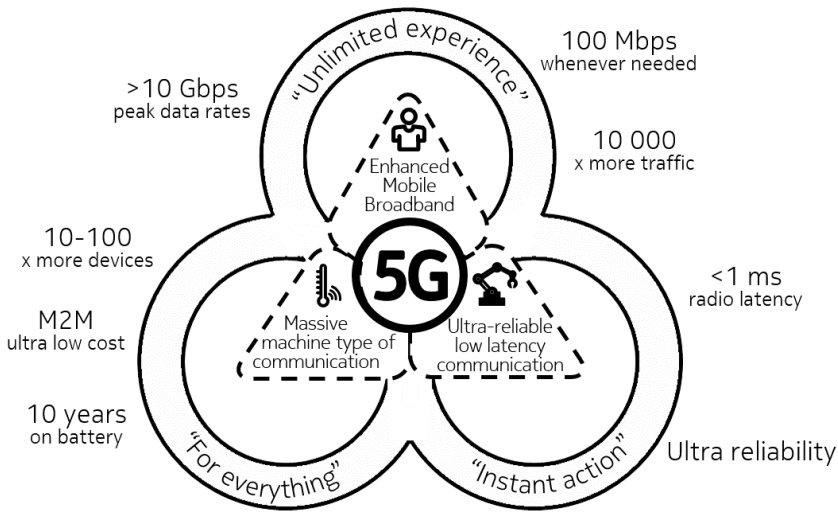 “Unlimited experience”
100 Mbps
whenever needed
>10 Gbps
peak data rates
10 000
x more traffic
Enhanced
Mobile
Broadband
5G
10-100
x more devices
M2M
ultra low cost
10 years
on battery
Massive
machine type of
communication
Ultra-reliable
low latency
communication
<1 ms
radio latency
Ultra reliability
“For everything”
“Instant action”